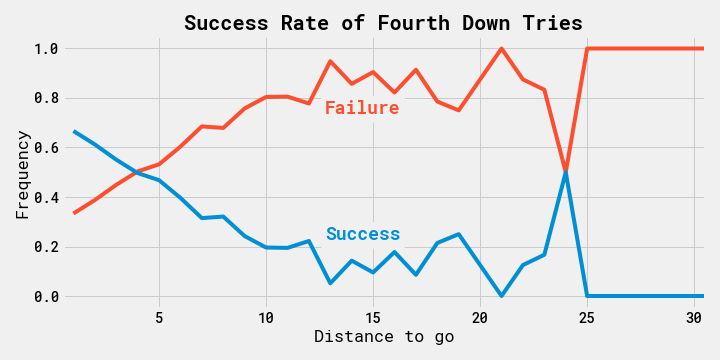 Success Rate of Fourth Down Tries
Frequency
1.0
0.8
0.6
0.4
0.2
0.0
Failure
Success
5 10 15 20 25 30
Distance to go